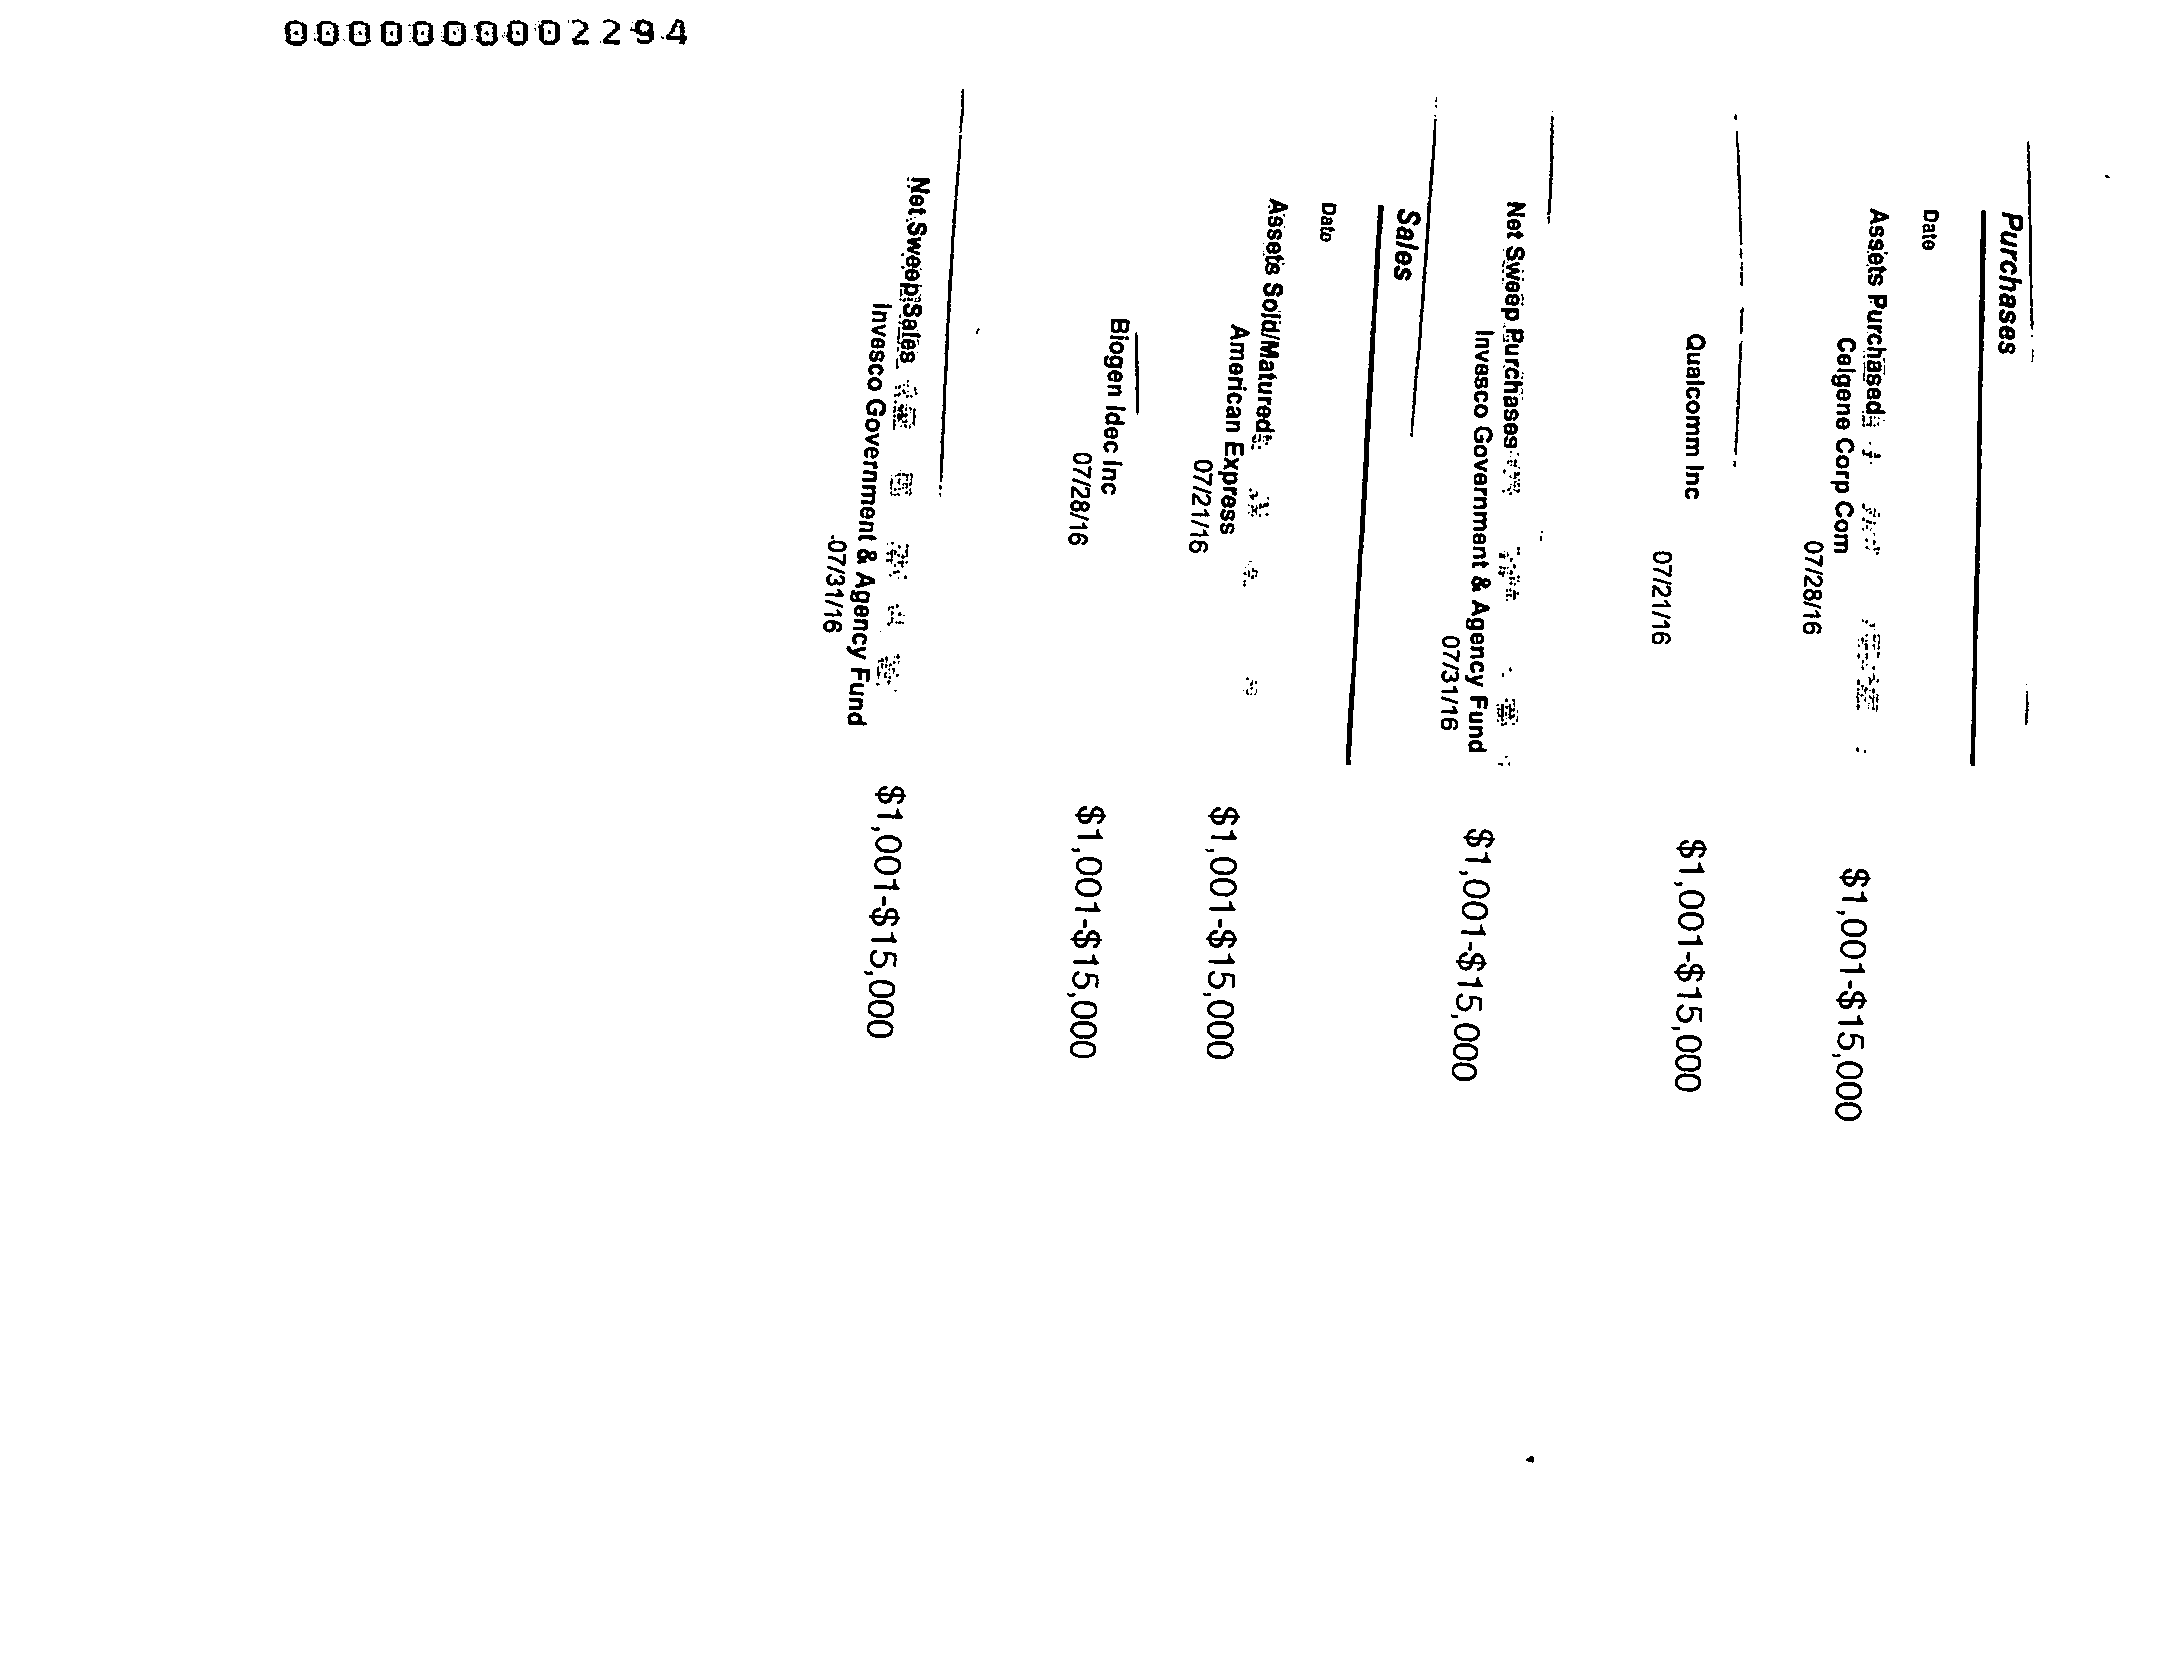 000000002294
Purchases
Date
Assets Purchased
Celgene Corp Com
07/28/16 $1,001-$15,000
Qualcomm Inc
07/21/16 $1,001-$15,000
Net Sweep Purchases
Invesco Government & Agency Fund
07/31/16 $1,001-$15,000
Sales
Date
Assets Sold/Matured
American Express
07/21/16 $1,001-$15,000
Biogen Idec Inc
07/28/16 $1,001-$15,000
Net Sweep Sales
Invesco Government & Agency Fund
07/31/16 $1,001-$15,000